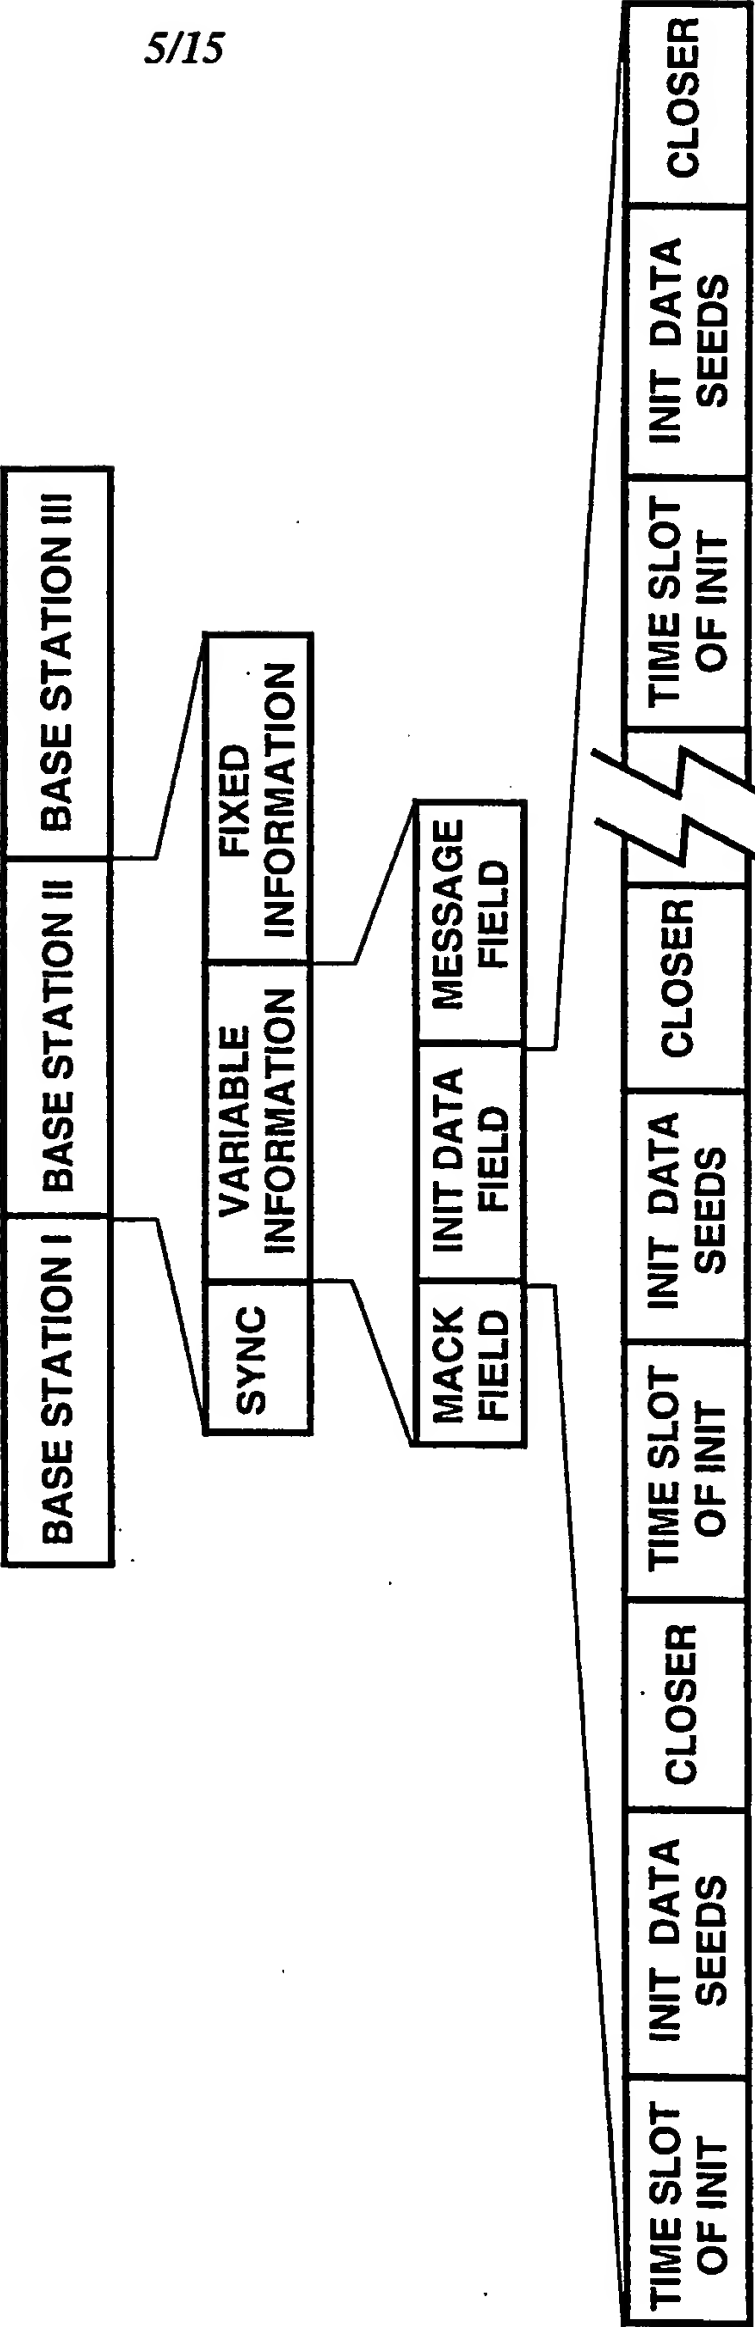 5/15
BASE STATION I
BASE STATION II
BASE STATION III
SYNC
VARIABLE
INFORMATION
FIXED
INFORMATION
MACK
FIELD
INIT DATA
FIELD
MESSAGE
FIELD
TIME SLOT
OF INIT
INIT DATA
SEEDS
CLOSER
TIME SLOT
OF INIT
INIT DATA
SEEDS
CLOSER
TIME SLOT
OF INIT
INIT DATA
SEEDS
CLOSER